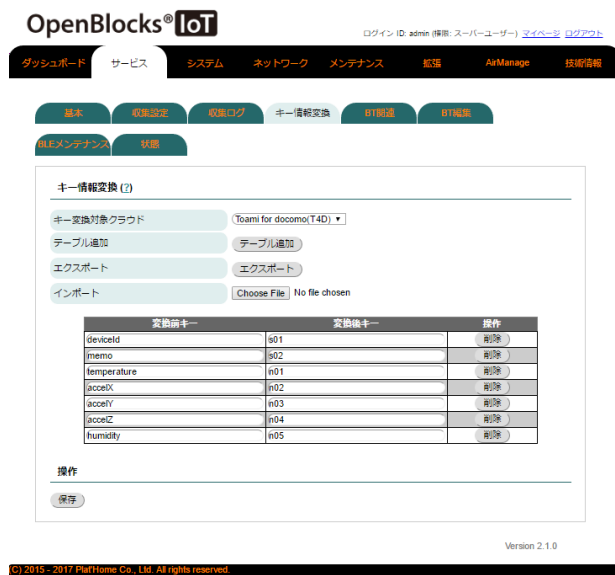 OpenBlocks® IoT
ログイン ID: admin (権限: スーパーユーザー) マイページ ログアウト
ダッシュボード サービス システム ネットワーク メンテナンス 拡張 AirManage 技術情報
基本 収集設定 収集ログ キー情報変換 BT関連 BT編集
BLEメンテナンス 状態
キー情報変換 (?)
キー変換対象クラウド Toami for docomo(T4D)
テーブル追加 テーブル追加
エクスポート エクスポート
インポート Choose File No file chosen
変換前キー 変換後キー 操作
deviceId s01 削除
memo s02 削除
temperature n01 削除
accelX n02 削除
accelY n03 削除
accelZ n04 削除
humidity n05 削除
操作
保存
Version 2.1.0
(C) 2015 - 2017 Plat'Home Co., Ltd. All rights reserved.